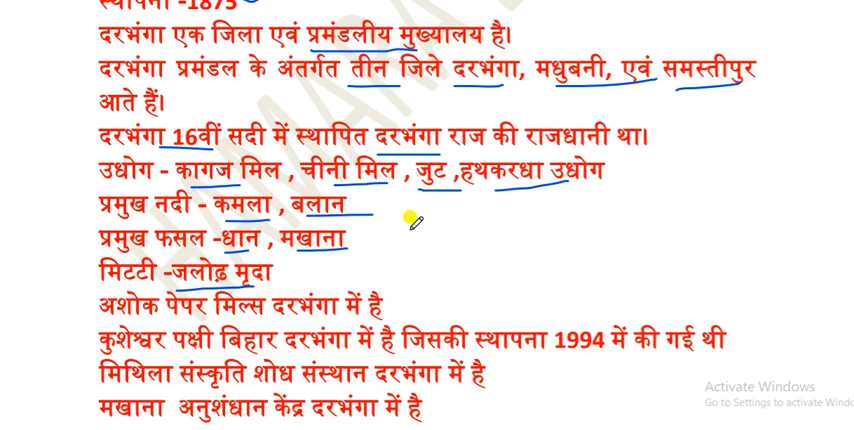 स्थापना -1875
दरभंगा एक जिला एवं प्रमंडलीय मुख्यालय है।
दरभंगा प्रमंडल के अंतर्गत तीन जिले दरभंगा, मधुबनी, एवं समस्तीपुर
आते हैं।
दरभंगा 16वीं सदी में स्थापित दरभंगा राज की राजधानी था।
उधोग - कागज मिल , चीनी मिल , जुट ,हथकरधा उधोग
प्रमुख नदी - कमला , बलान
प्रमुख फसल -धान , मखाना
मिटटी -जलोढ़ मृदा
अशोक पेपर मिल्स दरभंगा में है
कुशेश्वर पक्षी बिहार दरभंगा में है जिसकी स्थापना 1994 में की गई थी
मिथिला संस्कृति शोध संस्थान दरभंगा में है
मखाना अनुशंधान केंद्र दरभंगा में है
Activate Windows
Go to Settings to activate Windo